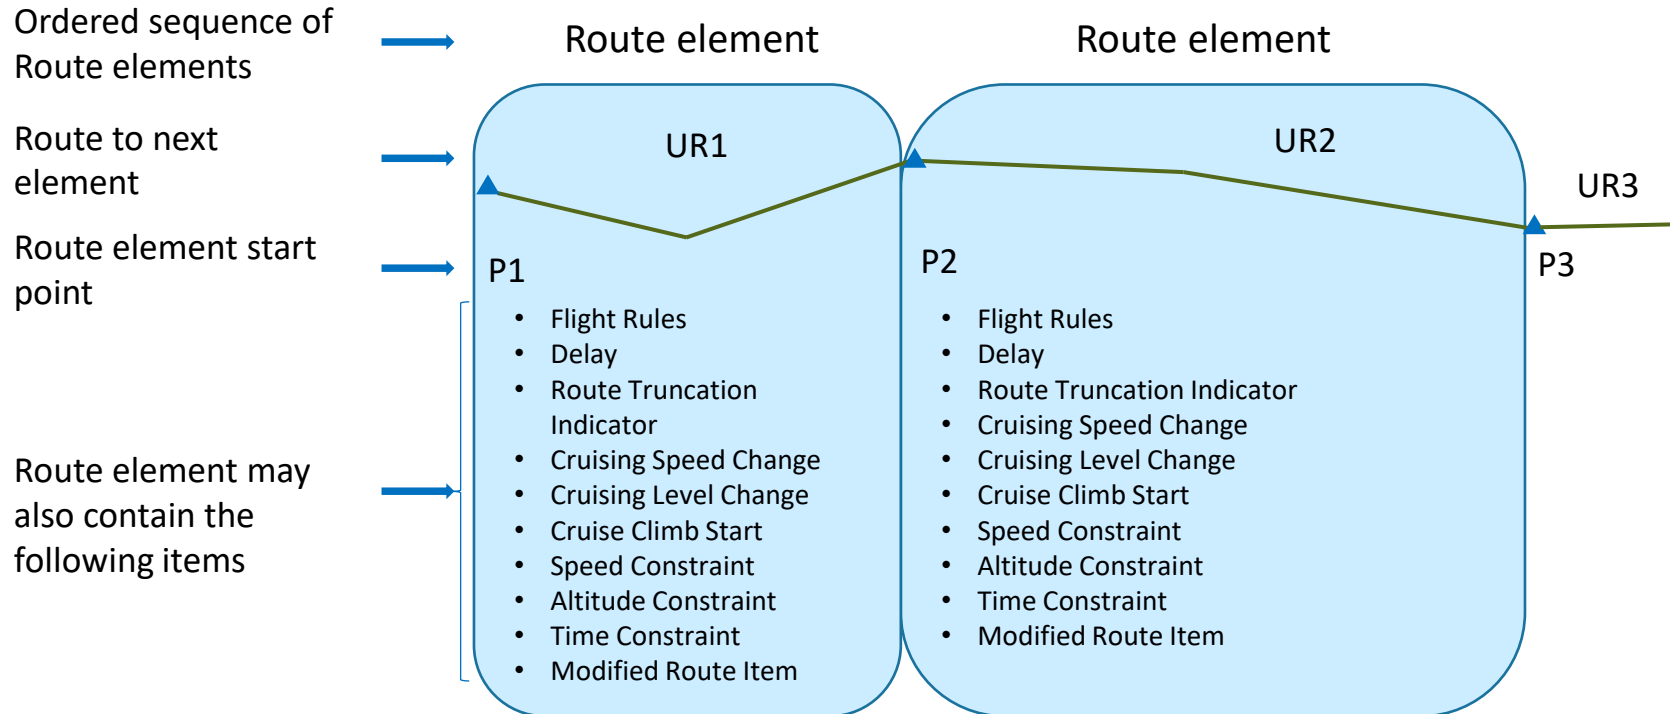 Ordered sequence of
Route elements
Route element
Route element
Route to next
element
UR1
UR2
UR3
Route element start
point
P1
P2
P3
Route element may
also contain the
following items
• Flight Rules
• Delay
• Route Truncation
Indicator
• Cruising Speed Change
• Cruising Level Change
• Cruise Climb Start
• Speed Constraint
• Altitude Constraint
• Time Constraint
• Modified Route Item
• Flight Rules
• Delay
• Route Truncation Indicator
• Cruising Speed Change
• Cruising Level Change
• Cruise Climb Start
• Speed Constraint
• Altitude Constraint
• Time Constraint
• Modified Route Item